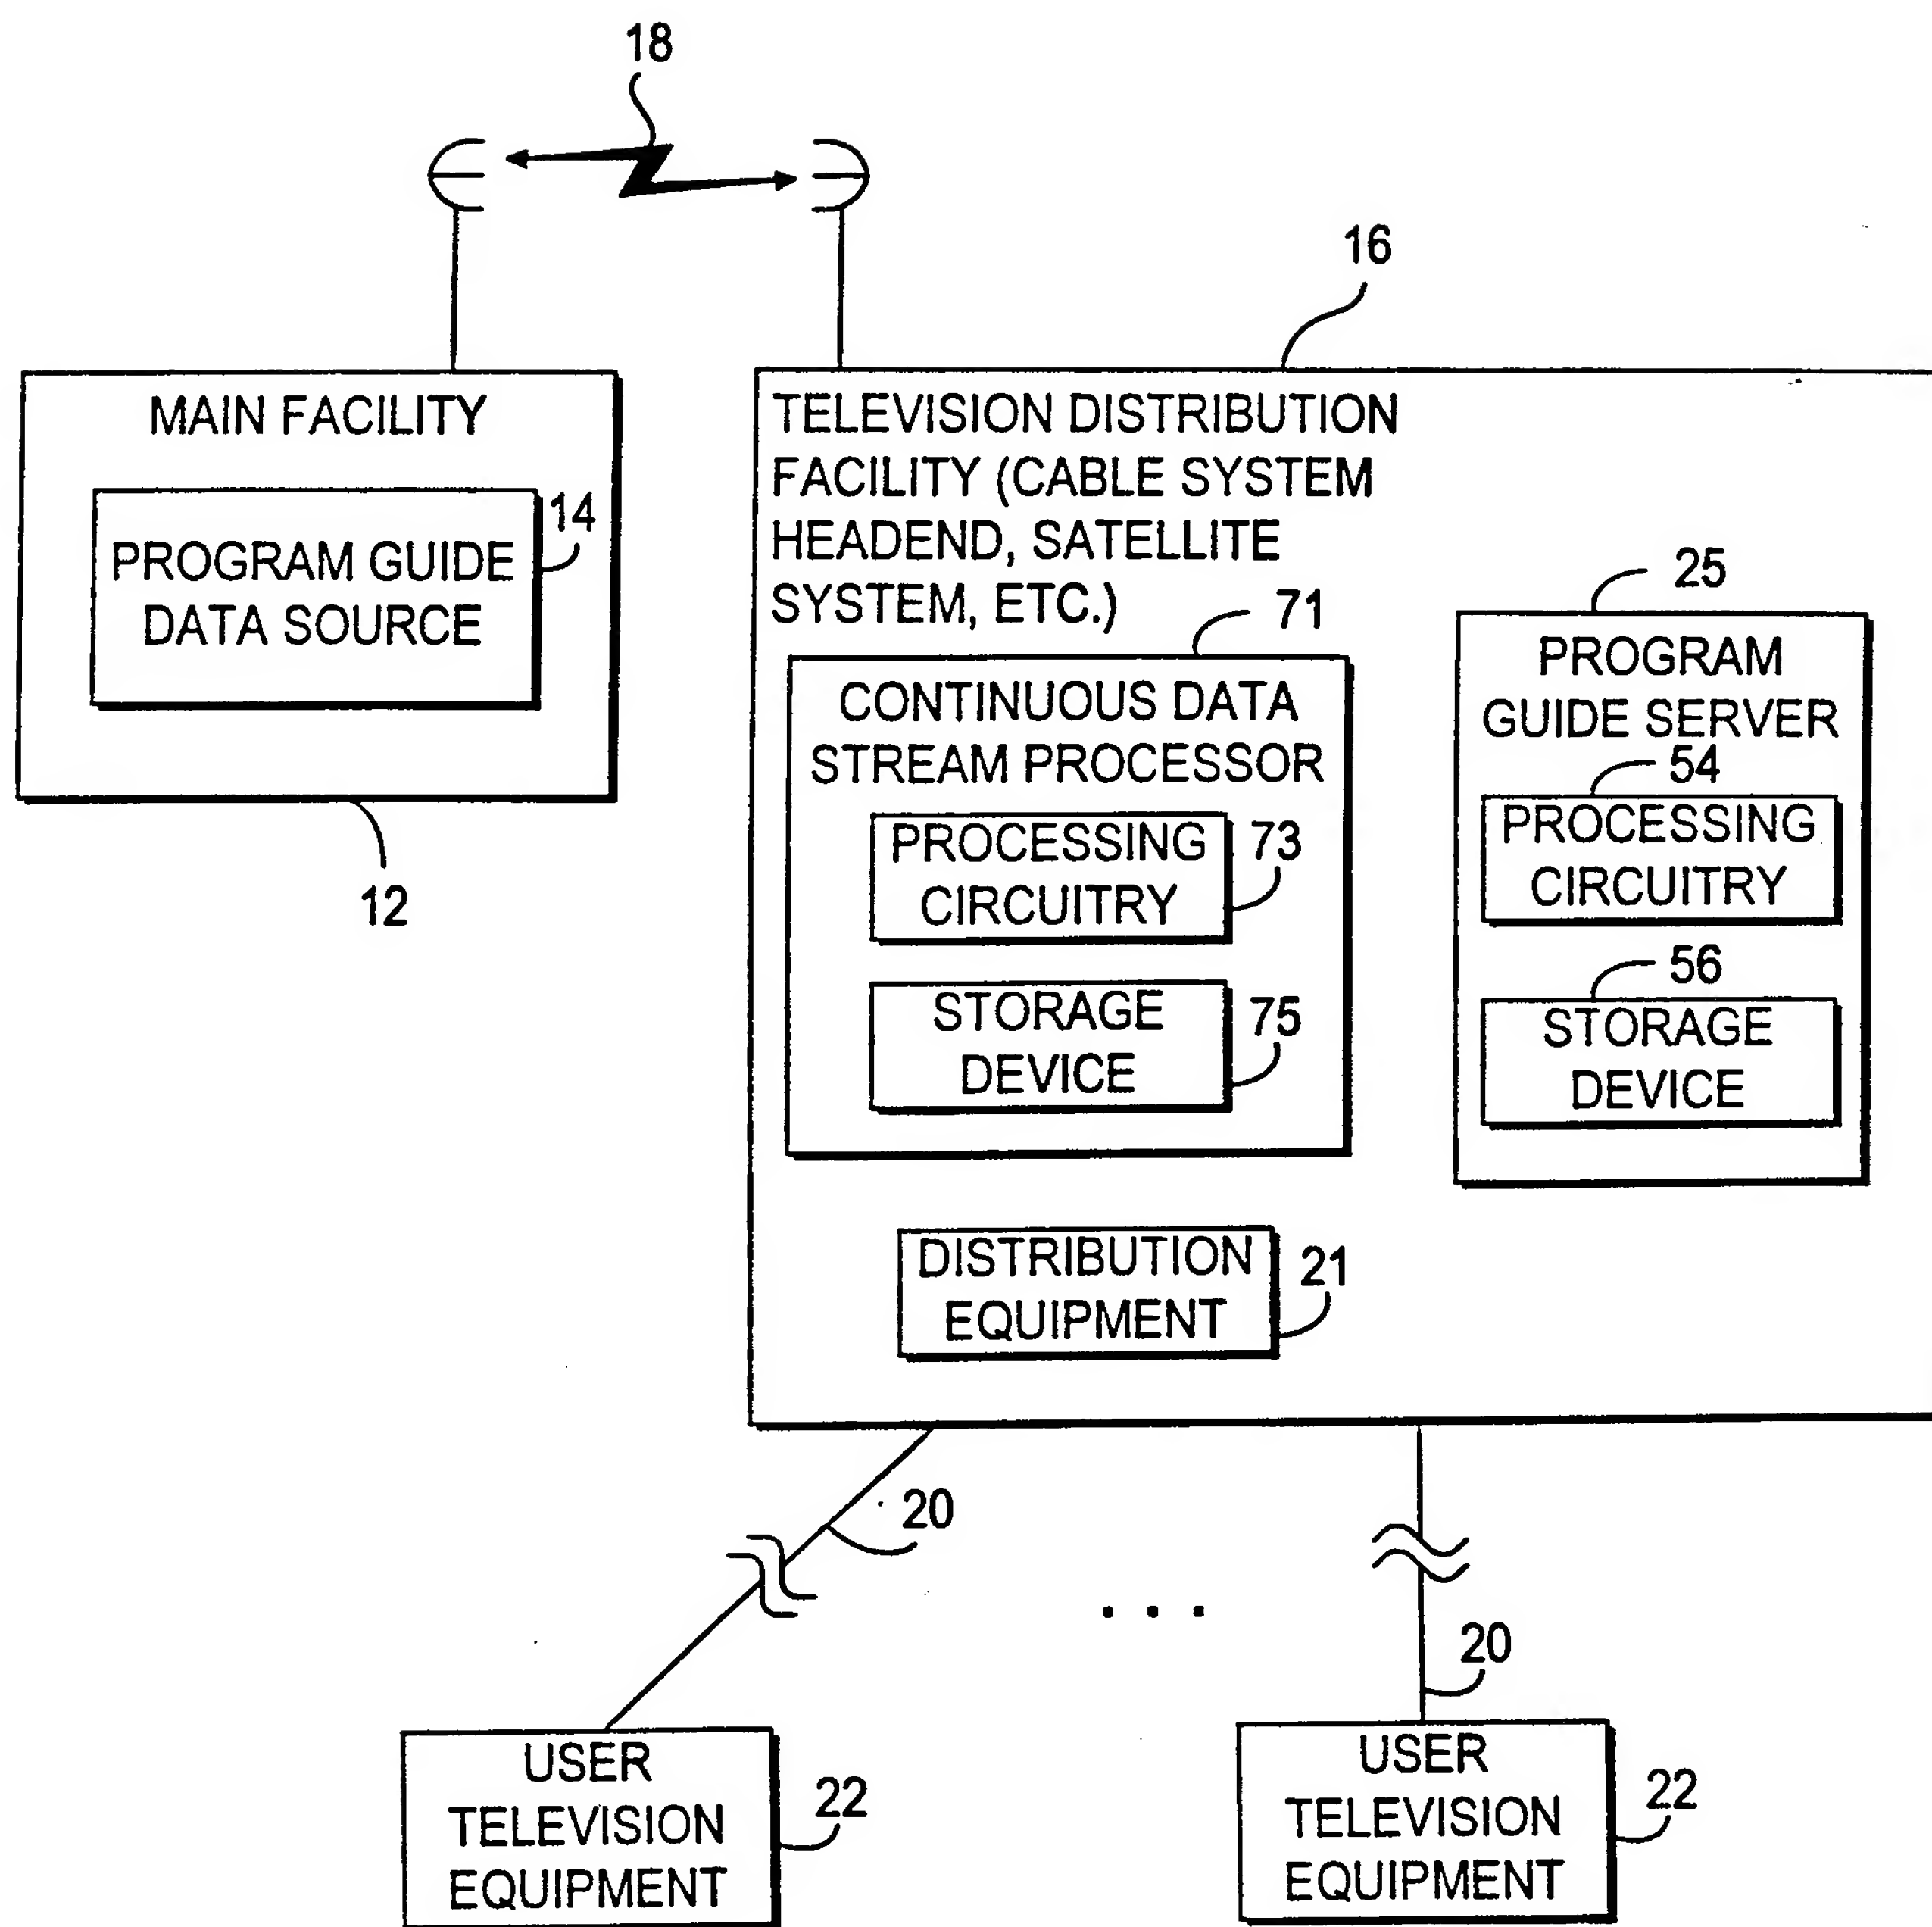 18
16
MAIN FACILITY
14
PROGRAM GUIDE
DATA SOURCE
12
TELEVISION DISTRIBUTION
FACILITY (CABLE SYSTEM
HEADEND, SATELLITE
SYSTEM, ETC.)
71
CONTINUOUS DATA
STREAM PROCESSOR
PROCESSING
CIRCUITRY
73
STORAGE
DEVICE
75
25
PROGRAM
GUIDE SERVER
54
PROCESSING
CIRCUITRY
56
STORAGE
DEVICE
DISTRIBUTION
EQUIPMENT
21
20
. . .
20
USER
TELEVISION
EQUIPMENT
22
USER
TELEVISION
EQUIPMENT
22